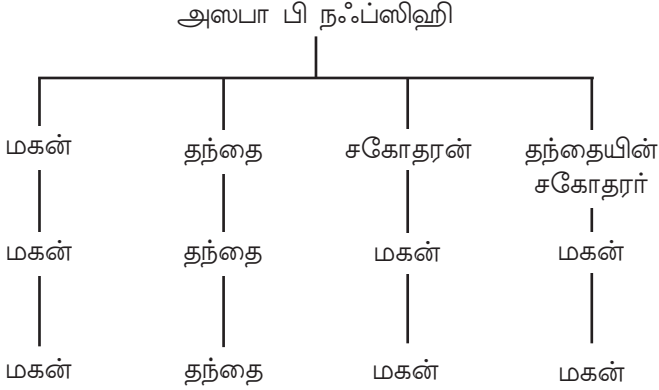 அஸபா பி நஃப்ஸிஹி
மகன் தந்தை சகோதரன் தந்தையின்
சகோதரர்
மகன் தந்தை மகன் மகன்
மகன் தந்தை மகன் மகன்